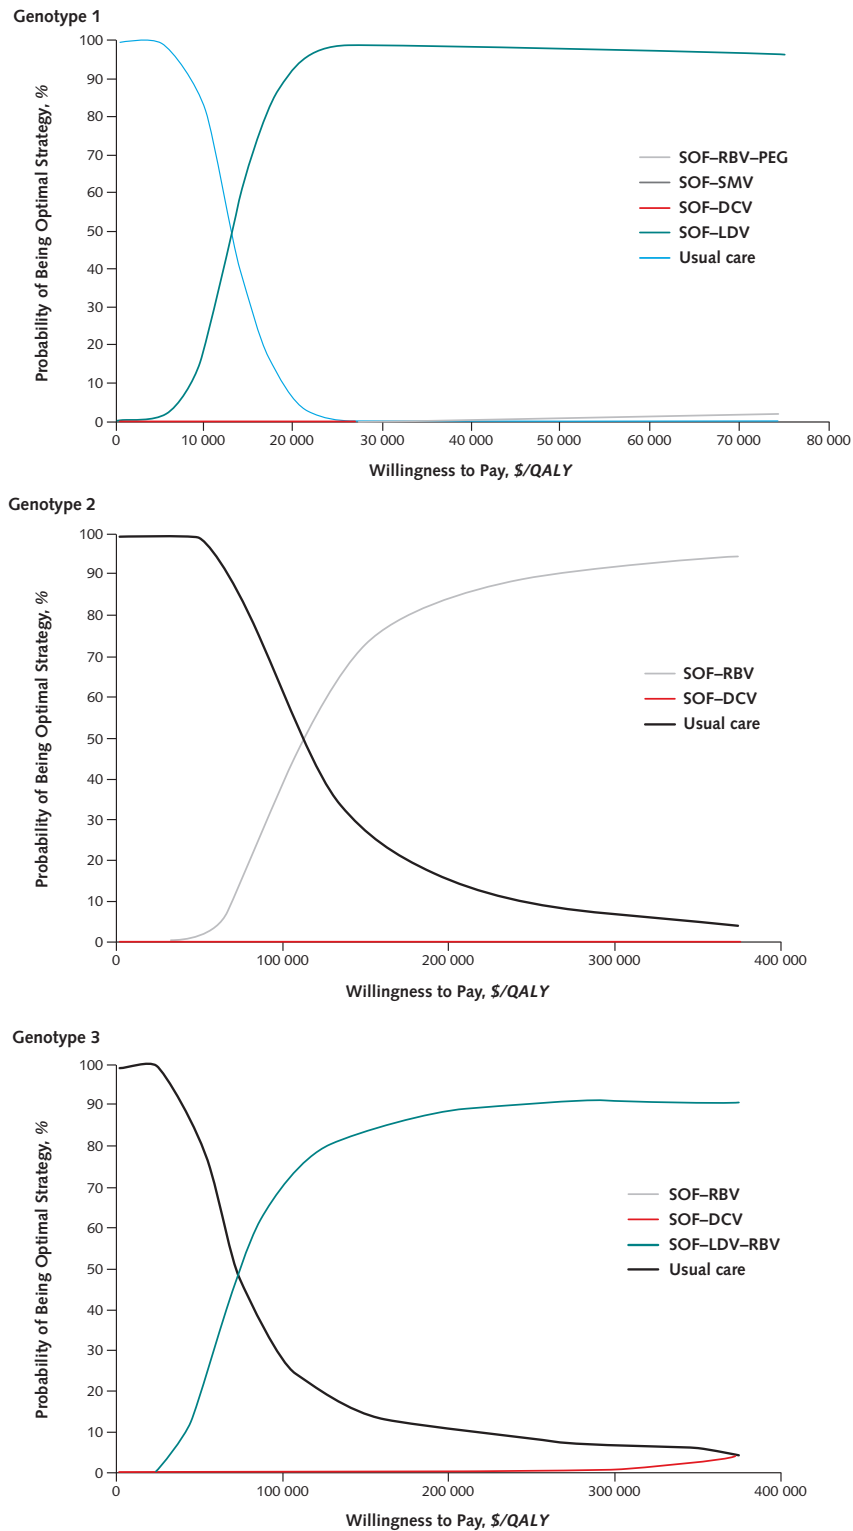 Genotype 1
Probability of Being Optimal Strategy, %
100
90
80
70
60
50
40
30
20
10
0
SOF–RBV–PEG
SOF–SMV
SOF–DCV
SOF–LDV
Usual care
0 10 000 20 000 30 000 40 000 50 000 60 000 70 000 80 000
Willingness to Pay, $/QALY
Genotype 2
Probability of Being Optimal Strategy, %
100
90
80
70
60
50
40
30
20
10
0
SOF–RBV
SOF–DCV
Usual care
0 100 000 200 000 300 000 400 000
Willingness to Pay, $/QALY
Genotype 3
Probability of Being Optimal Strategy, %
100
90
80
70
60
50
40
30
20
10
0
SOF–RBV
SOF–DCV
SOF–LDV–RBV
Usual care
0 100 000 200 000 300 000 400 000
Willingness to Pay, $/QALY